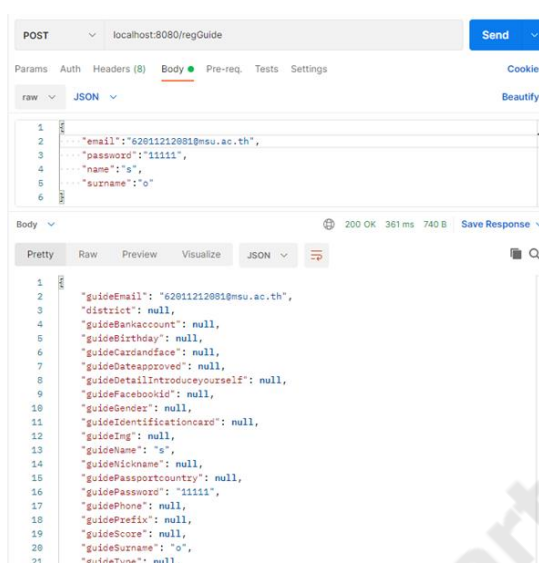 POST localhost:8080/regGuide Send
Params Auth Headers (8) Body Pre-req. Tests Settings Cookie
raw JSON Beautify
1 {
2 "email":"62011212081@msu.ac.th",
3 "password":"11111",
4 "name":"s",
5 "surname":"o"
6 }
Body 200 OK 361 ms 740 B Save Response
Pretty Raw Preview Visualize JSON
1 {
2 "guideEmail": "62011212081@msu.ac.th",
3 "district": null,
4 "guideBankaccount": null,
5 "guideBirthday": null,
6 "guideCardandface": null,
7 "guideDateapproved": null,
8 "guideDetailIntroduceyourself": null,
9 "guideFacebookid": null,
10 "guideGender": null,
11 "guideIdentificationcard": null,
12 "guideImg": null,
13 "guideName": "s",
14 "guideNickname": null,
15 "guidePassportcountry": null,
16 "guidePassword": "11111",
17 "guidePhone": null,
18 "guidePrefix": null,
19 "guideScore": null,
20 "guideSurname": "o",
21 "guideType": null,